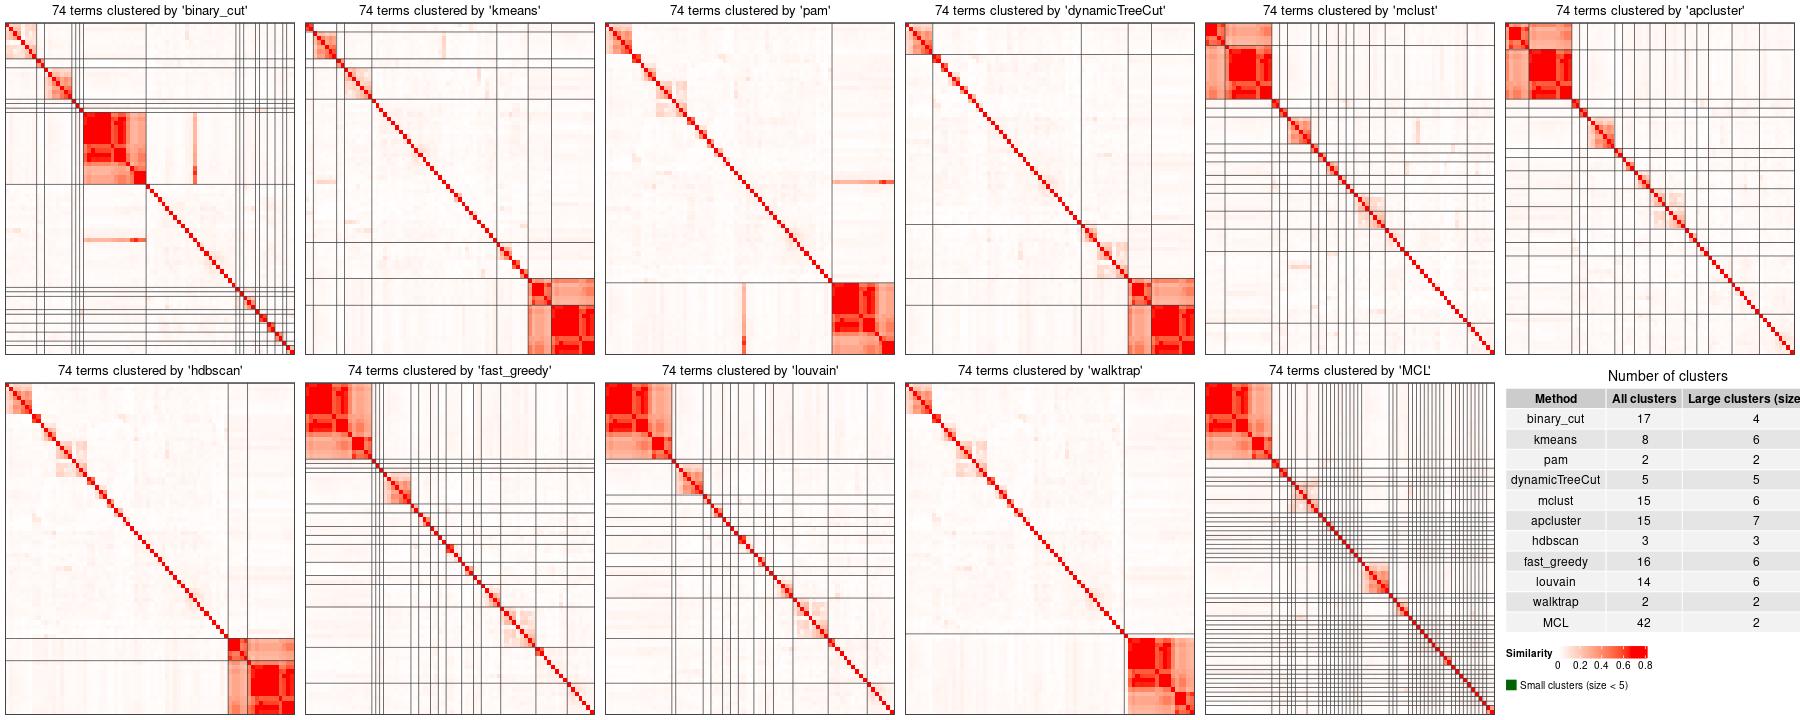 74 terms clustered by 'binary_cut'
74 terms clustered by 'kmeans'
74 terms clustered by 'pam'
74 terms clustered by 'dynamicTreeCut'
74 terms clustered by 'mclust'
74 terms clustered by 'apcluster'
74 terms clustered by 'hdbscan'
74 terms clustered by 'fast_greedy'
74 terms clustered by 'louvain'
74 terms clustered by 'walktrap'
74 terms clustered by 'MCL'
Number of clusters
Method All clusters Large clusters (size
binary_cut 17 4
kmeans 8 6
pam 2 2
dynamicTreeCut 5 5
mclust 15 6
apcluster 15 7
hdbscan 3 3
fast_greedy 16 6
louvain 14 6
walktrap 2 2
MCL 42 2
Similarity
0 0.2 0.4 0.6 0.8
Small clusters (size < 5)